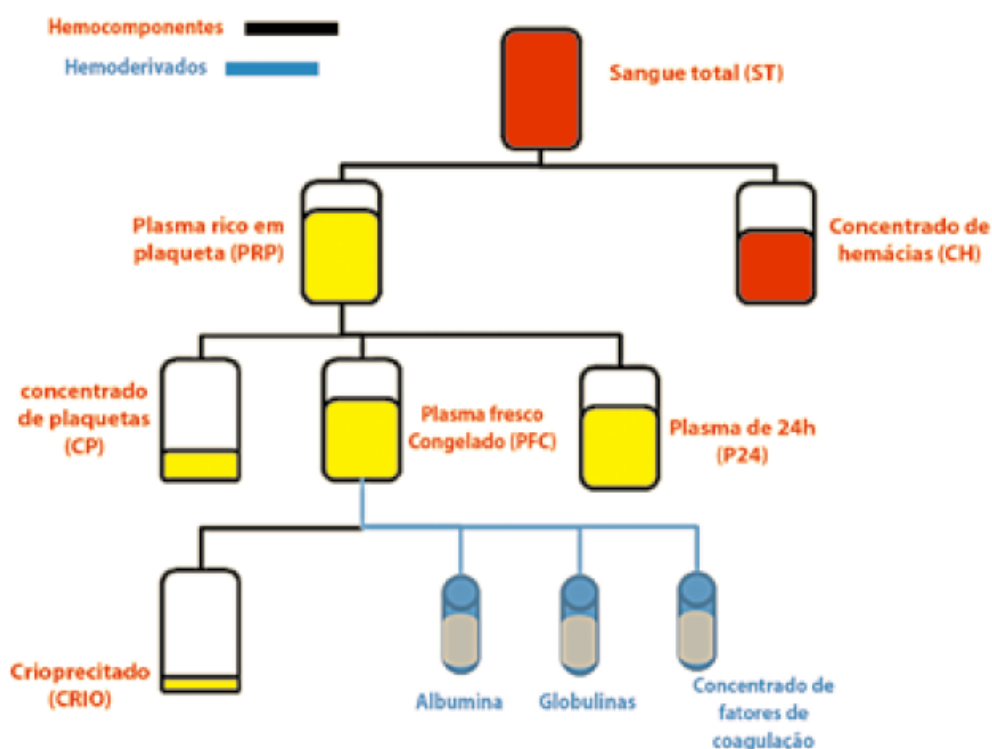 Hemocomponentes
Hemoderivados
Sangue total (ST)
Plasma rico em
plaqueta (PRP)
Concentrado de
hemácias (CH)
concentrado
de plaquetas
(CP)
Plasma fresco
Congelado (PFC)
Plasma de 24h
(P24)
Crioprecitado
(CRIO)
Albumina
Globulinas
Concentrado de
fatores de
coagulação